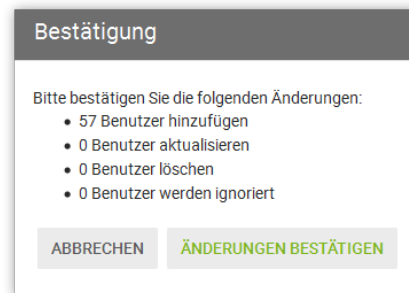 Bestätigung
Bitte bestätigen Sie die folgenden Änderungen:
• 57 Benutzer hinzufügen
• 0 Benutzer aktualisieren
• 0 Benutzer löschen
• 0 Benutzer werden ignoriert
ABBRECHEN ÄNDERUNGEN BESTÄTIGEN